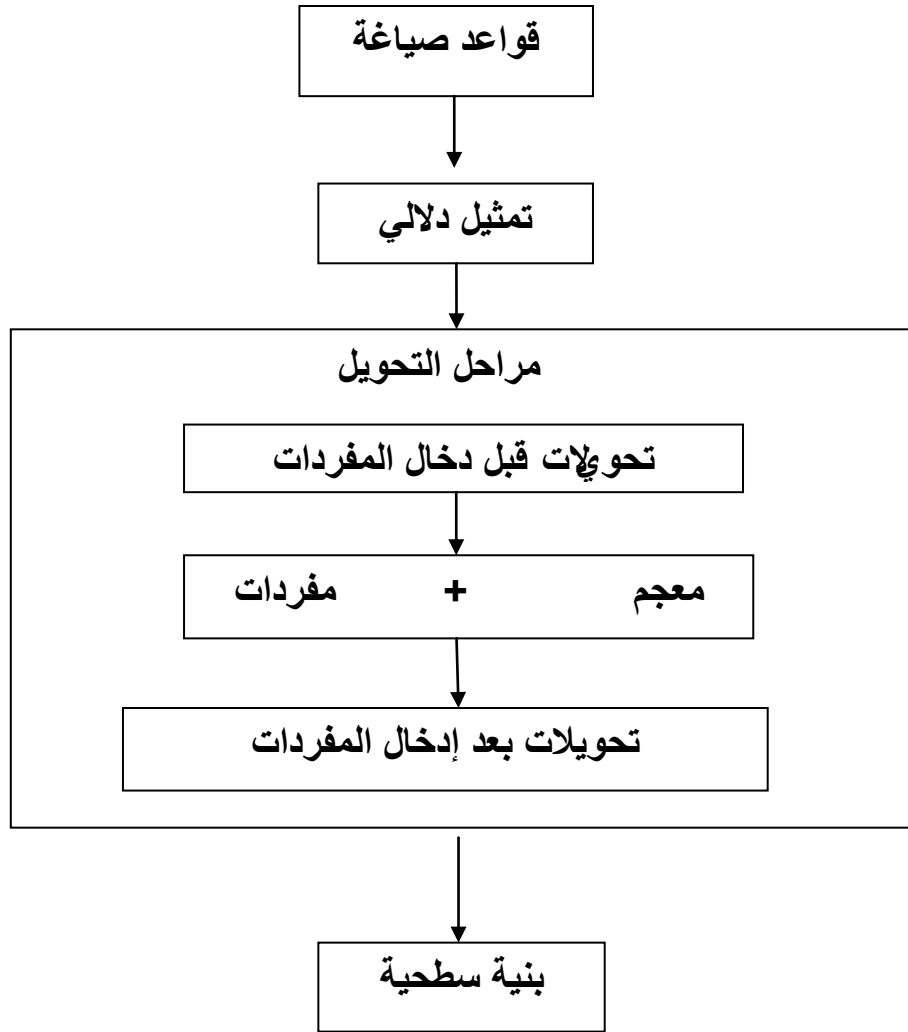 قواعد صياغة
تمثيل دلالي
مراحل التحويل
تحويلات قبل دخال المفردات
معجم + مفردات
تحويلات بعد إدخال المفردات
بنية سطحية